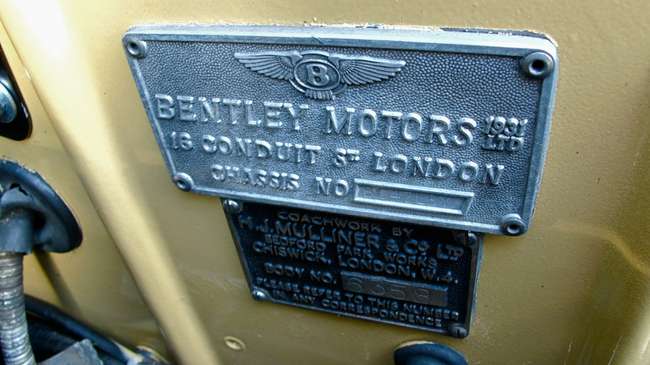 B
BENTLEY MOTORS 1931 LTD
16 CONDUIT ST LONDON
CHASSIS NO
COACHWORK BY
H.J. MULLINER & CO. LTD
BEDFORD PARK WORKS
CHISWICK, LONDON, W.4.
BODY NO.
PLEASE REFER TO THIS NUMBER
IN ANY CORRESPONDENCE